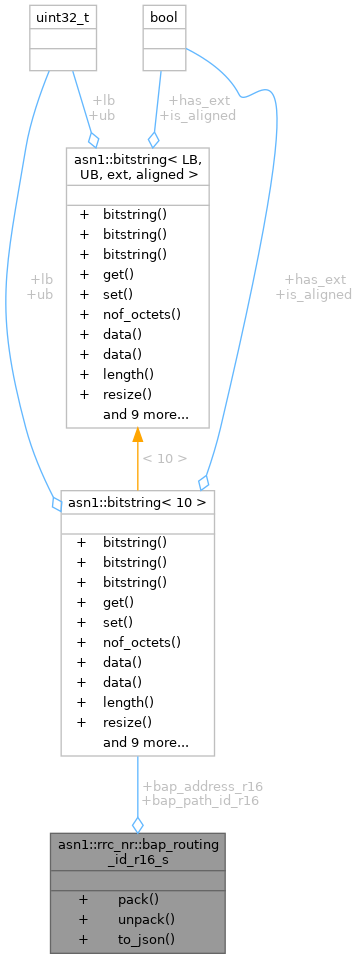 uint32_t
bool
+lb
+ub
+has_ext
+is_aligned
asn1::bitstring< LB,
UB, ext, aligned >
+ bitstring()
+ bitstring()
+ bitstring()
+ get()
+ set()
+ nof_octets()
+ data()
+ data()
+ length()
+ resize()
and 9 more...
+lb
+ub
+has_ext
+is_aligned
< 10 >
asn1::bitstring< 10 >
+ bitstring()
+ bitstring()
+ bitstring()
+ get()
+ set()
+ nof_octets()
+ data()
+ data()
+ length()
+ resize()
and 9 more...
+bap_address_r16
+bap_path_id_r16
asn1::rrc_nr::bap_routing
_id_r16_s
+ pack()
+ unpack()
+ to_json()